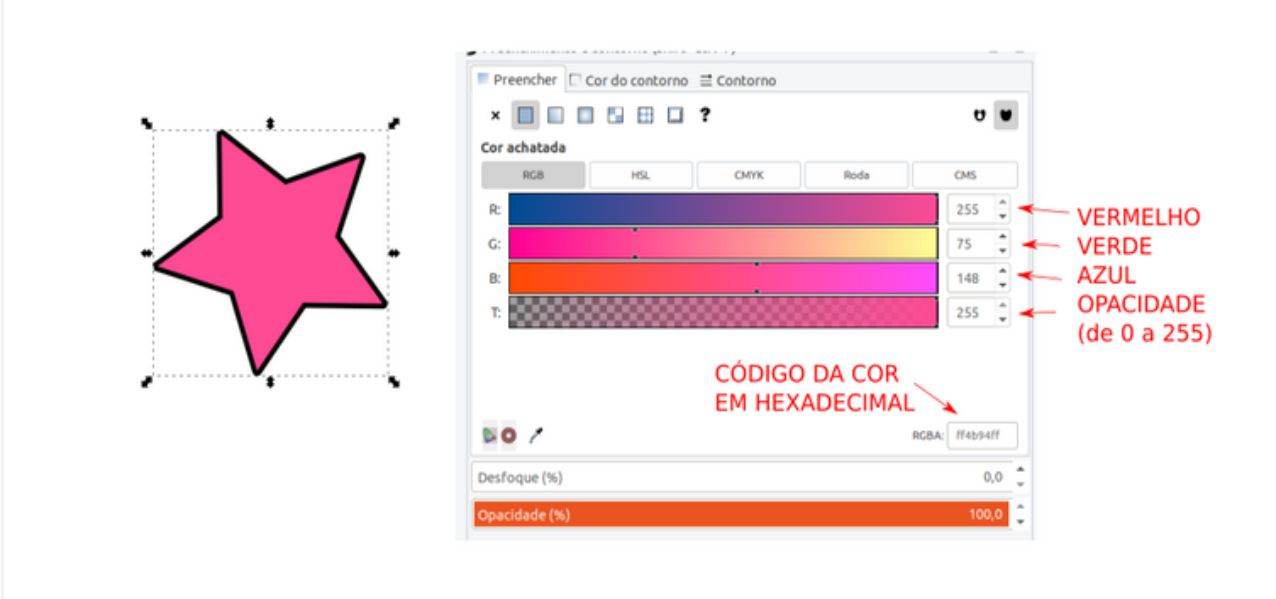 Preencher Cor do contorno Contorno
?
Cor achatada
RGB HSL CMYK Roda CMS
R: 255
G: 75
B: 148
T: 255
VERMELHO
VERDE
AZUL
OPACIDADE
(de 0 a 255)
CÓDIGO DA COR
EM HEXADECIMAL
RGBA: ff4b94ff
Desfoque (%) 0,0
Opacidade (%) 100,0